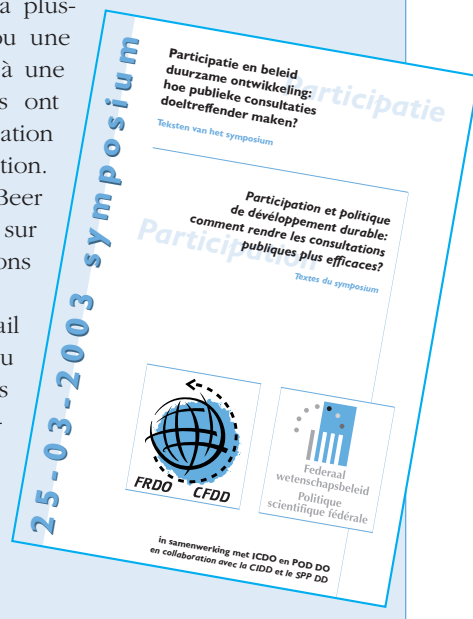 à plus-
ou une
à une
s ont
ation
tion.
Beer
sur
ons
ail
u
s
-
25-03-2003 symposium
Participatie
Participatie en beleid
duurzame ontwikkeling:
hoe publieke consultaties
doeltreffender maken?
Teksten van het symposium
Participation
Participation et politique
de dévéloppement durable:
comment rendre les consultations
publiques plus efficaces?
Textes du symposium
FRDO CFDD
Federaal
wetenschapsbeleid
Politique
scientifique fédérale
in samenwerking met ICDO en POD DO
en collaboration avec la CIDD et le SPP DD